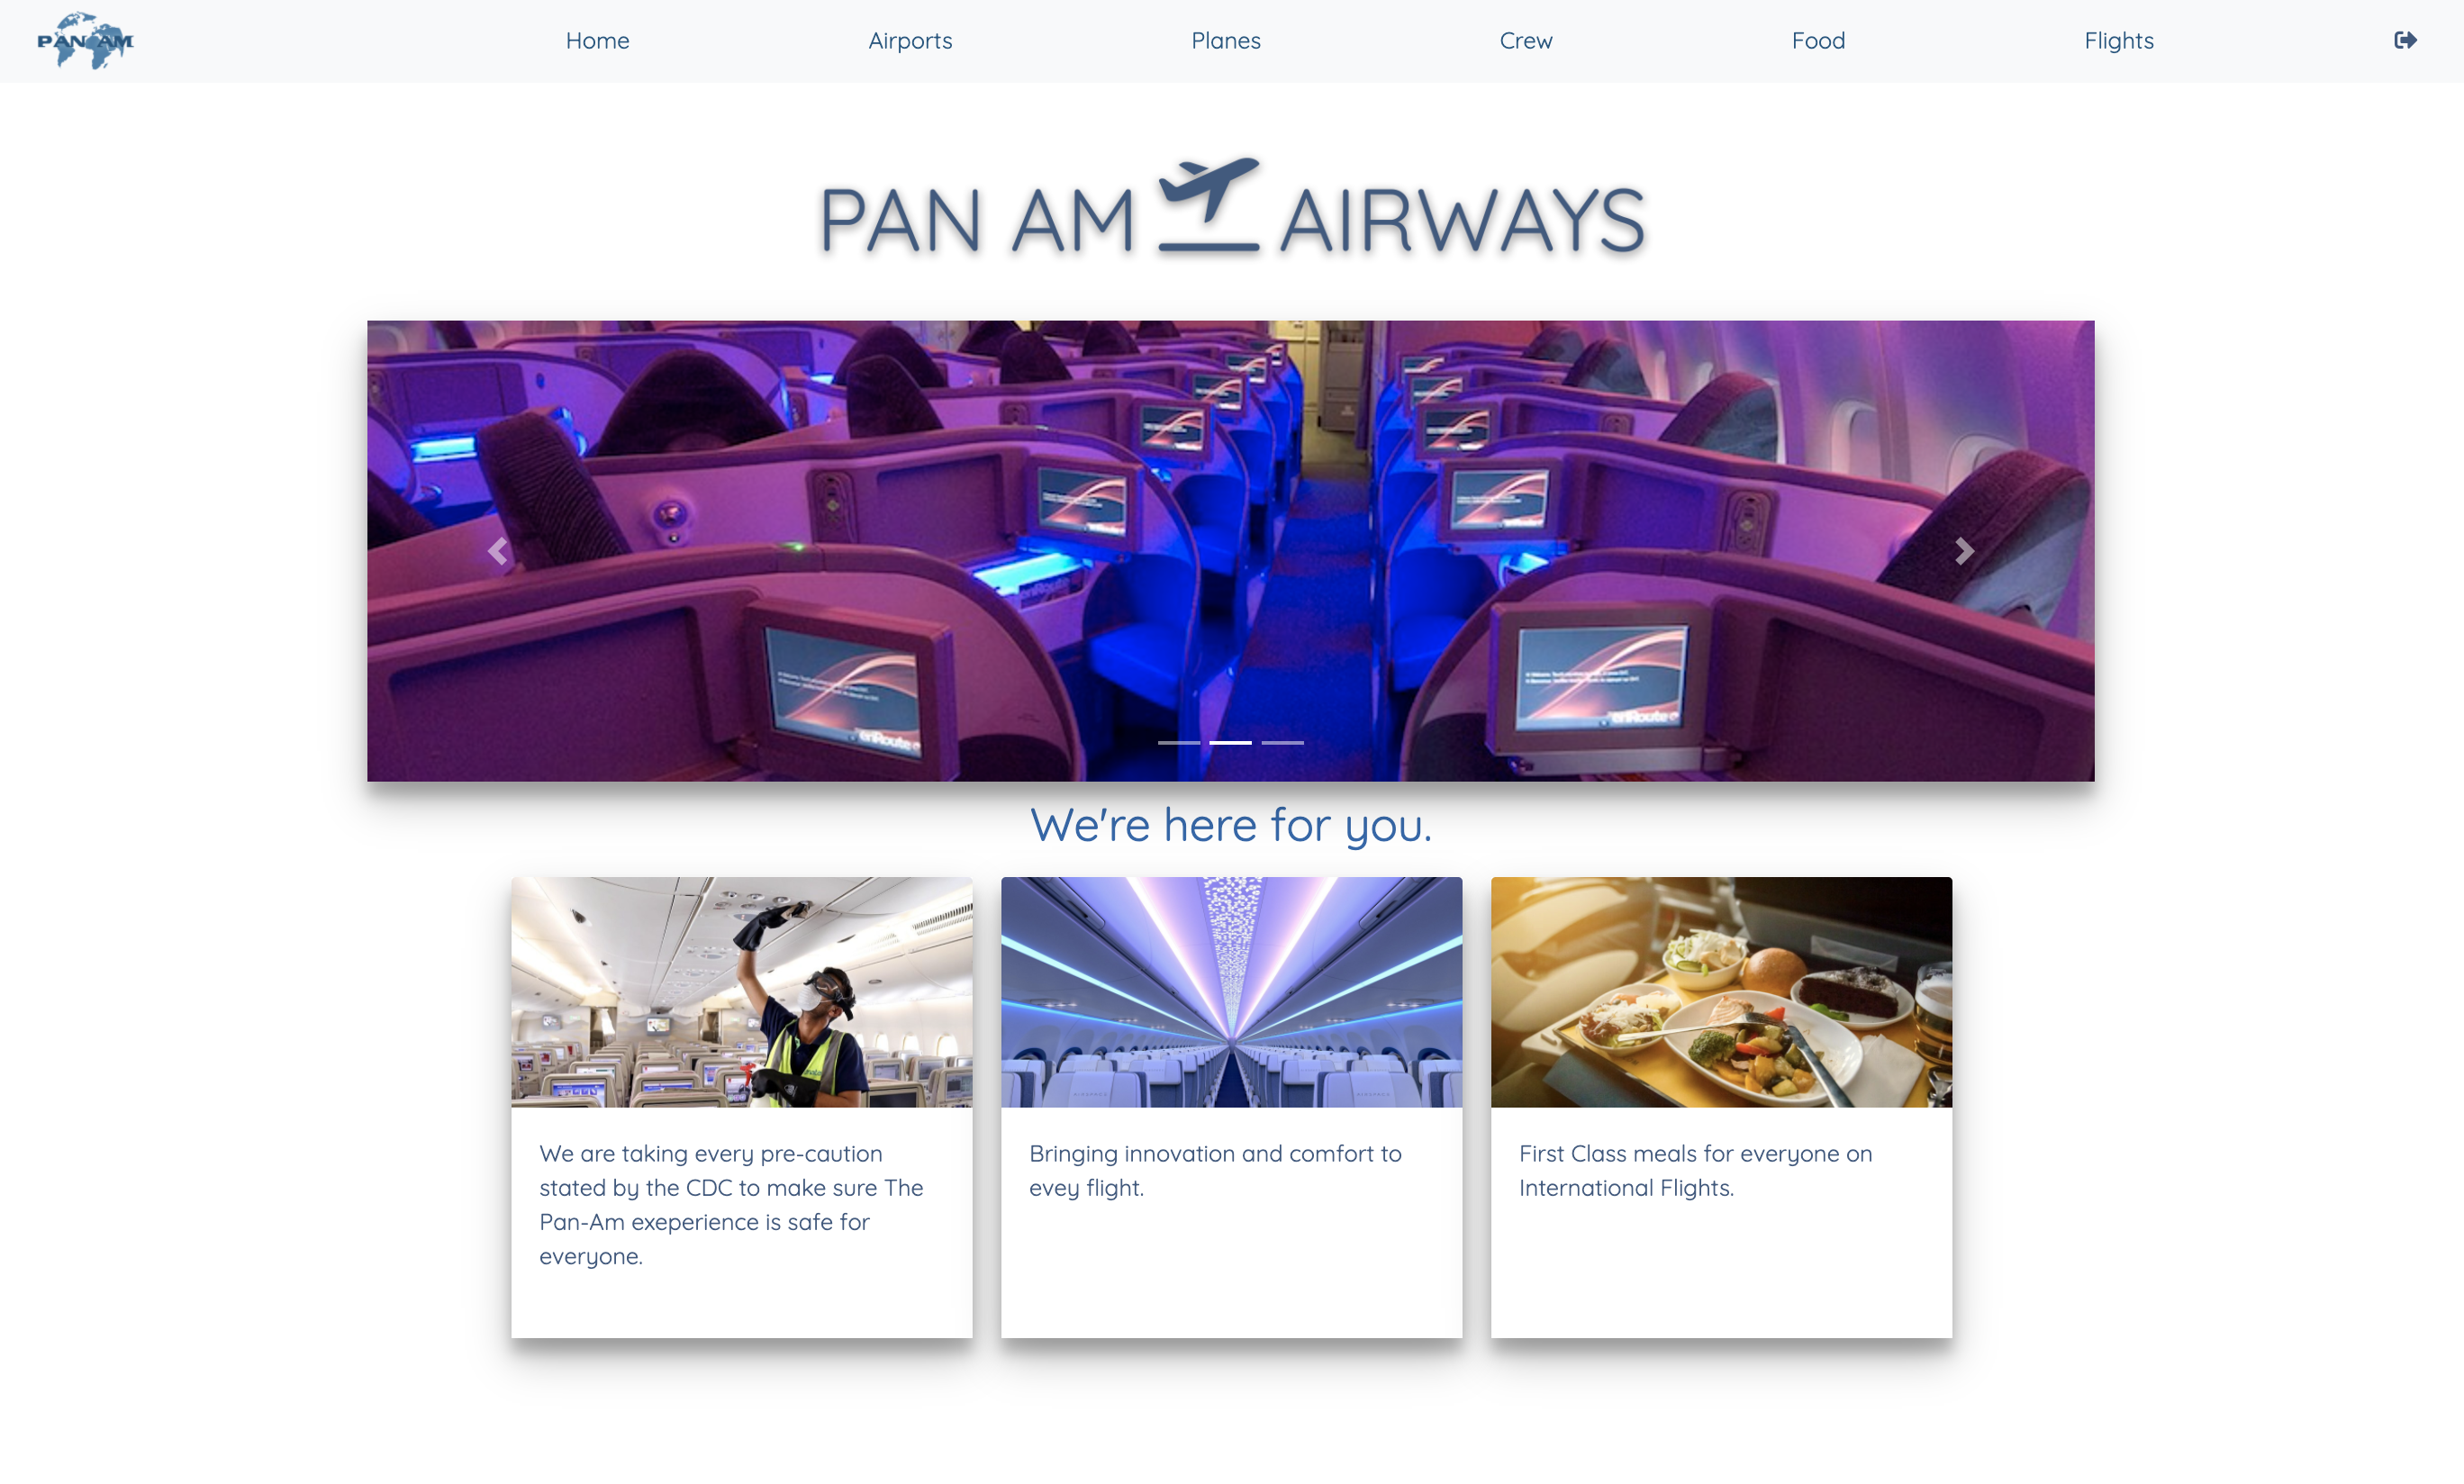 PAN AM
Home Airports Planes Crew Food Flights
PAN AM AIRWAYS
enRoute
enRoute
enRoute
We're here for you.
We are taking every pre-caution
stated by the CDC to make sure The
Pan-Am exeperience is safe for
everyone.
Bringing innovation and comfort to
evey flight.
First Class meals for everyone on
International Flights.